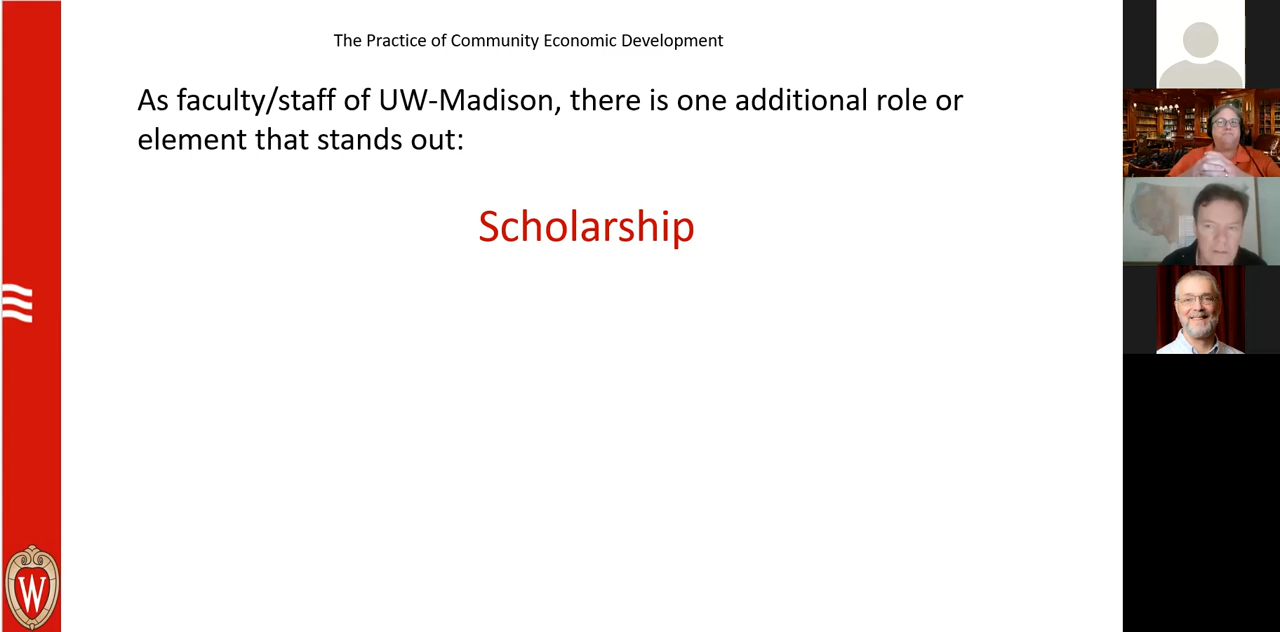 The Practice of Community Economic Development
As faculty/staff of UW-Madison, there is one additional role or
element that stands out:
Scholarship
W